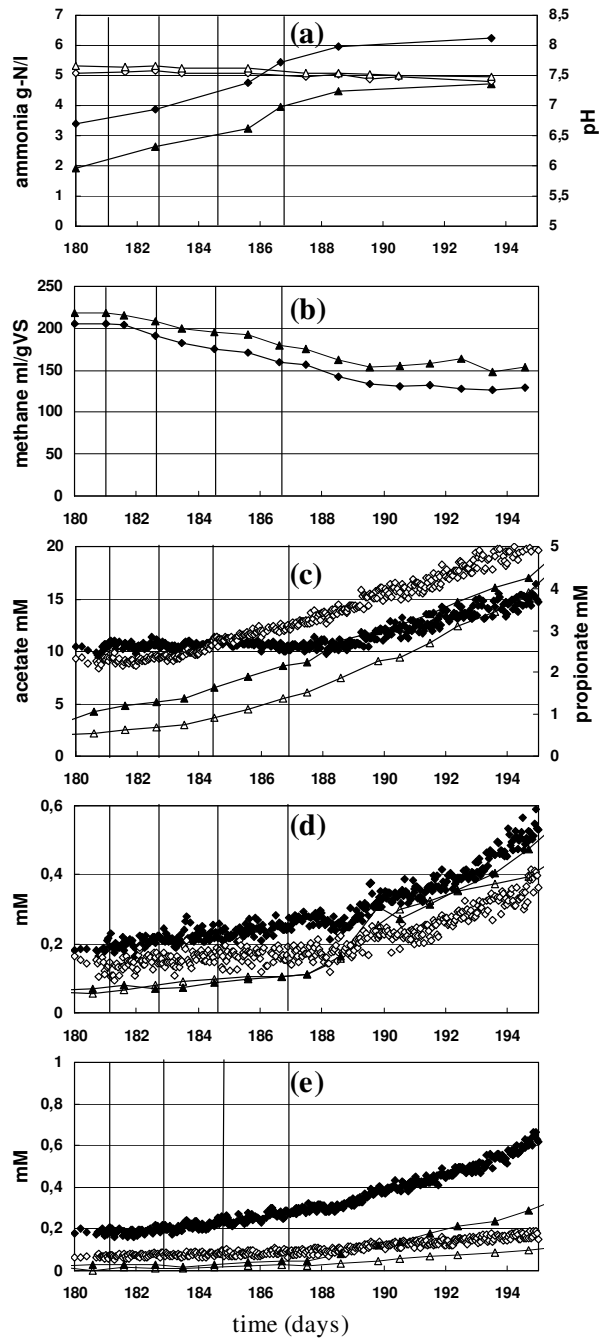 (a)
7
6
5
4
3
2
1
0
ammonia g-N/l
8,5
8
7,5
7
6,5
6
5,5
5
pH
180 182 184 186 188 190 192 194
(b)
250
200
150
100
50
0
methane ml/gVS
180 182 184 186 188 190 192 194
(c)
20
15
10
5
0
acetate mM
5
4
3
2
1
0
propionate mM
180 182 184 186 188 190 192 194
(d)
0,6
0,4
0,2
0
mM
180 182 184 186 188 190 192 194
(e)
1
0,8
0,6
0,4
0,2
0
mM
180 182 184 186 188 190 192 194
time (days)